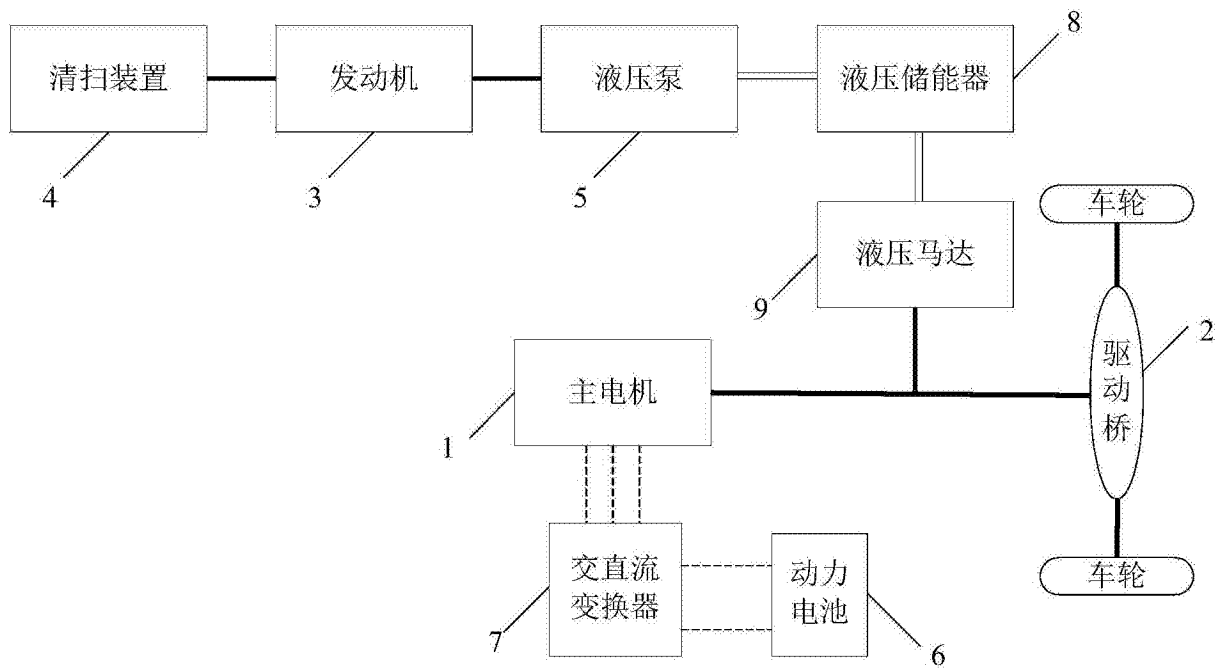 8
清扫装置
发动机
液压泵
液压储能器
4
3
5
车轮
液压马达
9
2
驱动桥
主电机
1
交直流
变换器
动力
电池
车轮
7
6